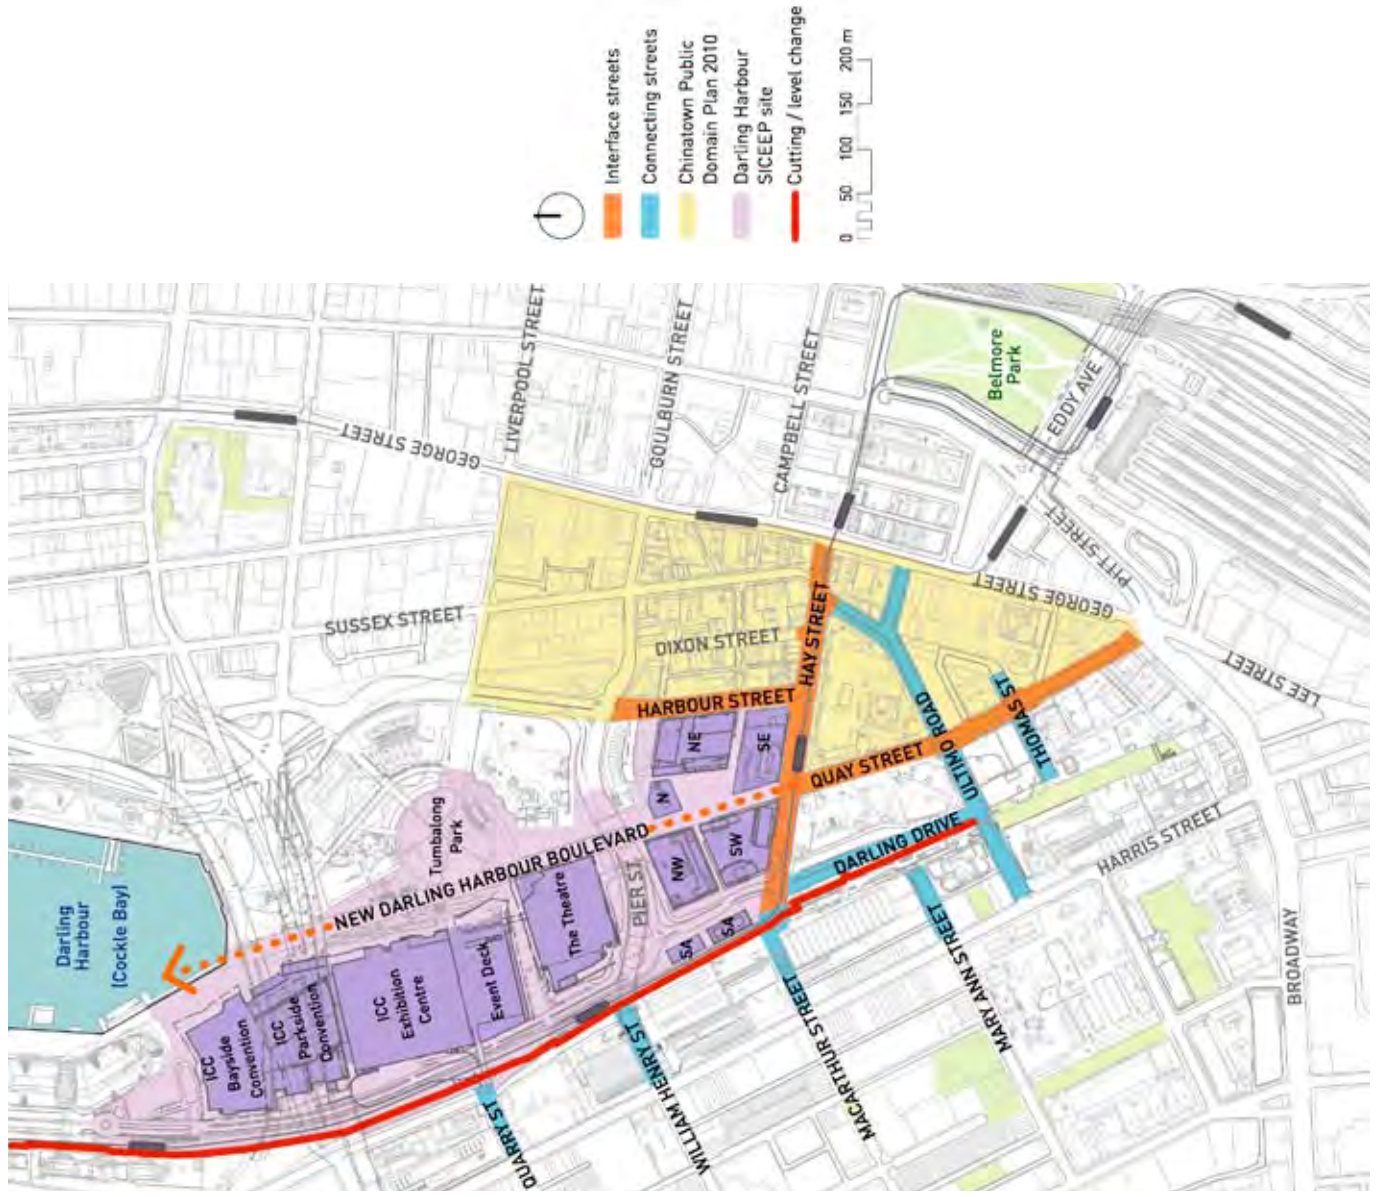 Interface streets
Connecting streets
Chinatown Public
Domain Plan 2010
Darling Harbour
SICEEP site
Cutting / level change
0 50 100 150 200 m
LIVERPOOL STREET
GOULBURN STREET
CAMPBELL STREET
Belmore
Park
EDDY AVE
GEORGE STREET
SUSSEX STREET
DIXON STREET
HAY STREET
HARBOUR STREET
PITT STREET
GEORGE STREET
LEE STREET
ULTIMO ROAD
THOMAS ST
QUAY STREET
NE
SE
N
NW
SW
Tumbalong
Park
NEW DARLING HARBOUR BOULEVARD
PIER ST
DARLING DRIVE
HARRIS STREET
Darling
Harbour
(Cockle Bay)
The Theatre
SA
SA
Event Deck
ICC
Exhibition
Centre
ICC
Parkside
Convention
ICC
Bayside
Convention
MARY ANN STREET
MACARTHUR STREET
WILLIAM HENRY ST
QUARRY ST
BROADWAY